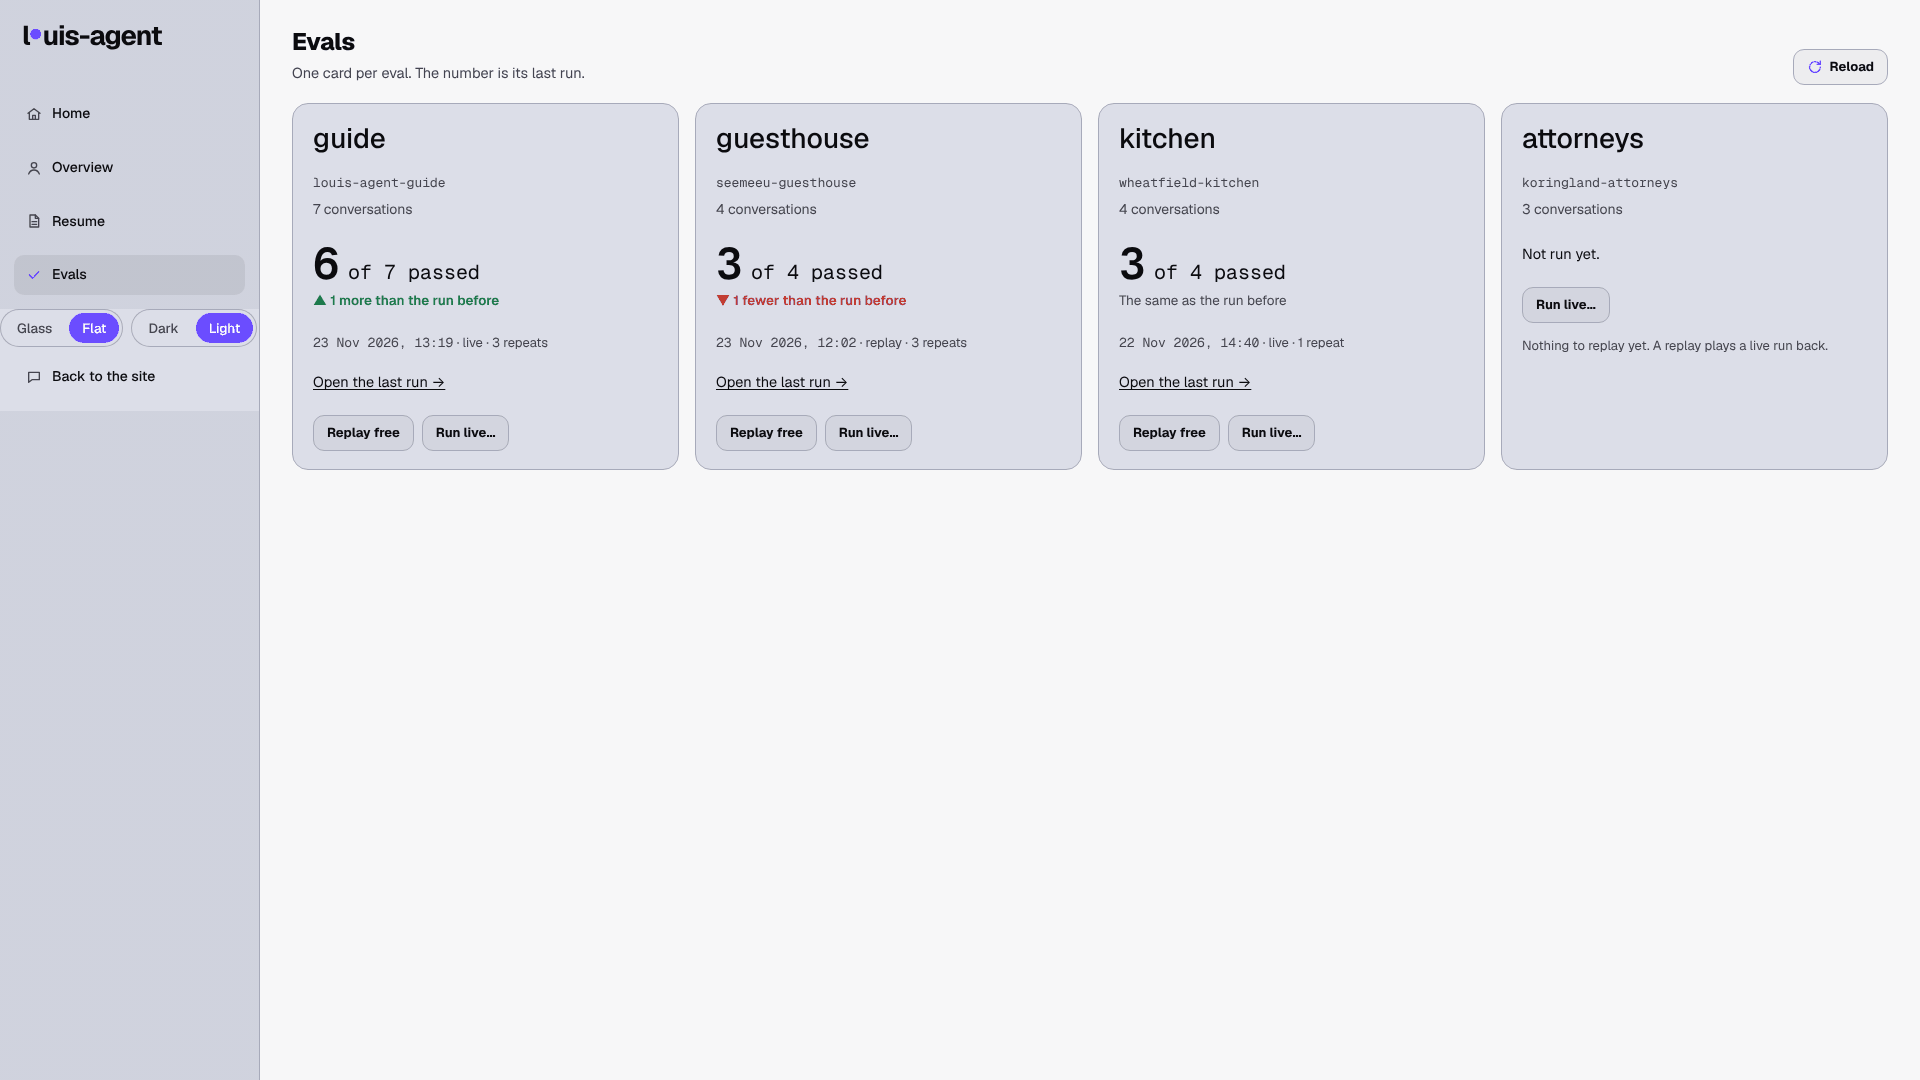 louis-agent
Home
Overview
Resume
Evals
Glass
Flat
Dark
Light
Back to the site
Evals
One card per eval. The number is its last run.
Reload
guide
louis-agent-guide
7 conversations
6 of 7 passed
▲ 1 more than the run before
23 Nov 2026, 13:19 · live · 3 repeats
Open the last run →
Replay free
Run live...
guesthouse
seemeeu-guesthouse
4 conversations
3 of 4 passed
▼ 1 fewer than the run before
23 Nov 2026, 12:02 · replay · 3 repeats
Open the last run →
Replay free
Run live...
kitchen
wheatfield-kitchen
4 conversations
3 of 4 passed
The same as the run before
22 Nov 2026, 14:40 · live · 1 repeat
Open the last run →
Replay free
Run live...
attorneys
koringland-attorneys
3 conversations
Not run yet.
Run live...
Nothing to replay yet. A replay plays a live run back.